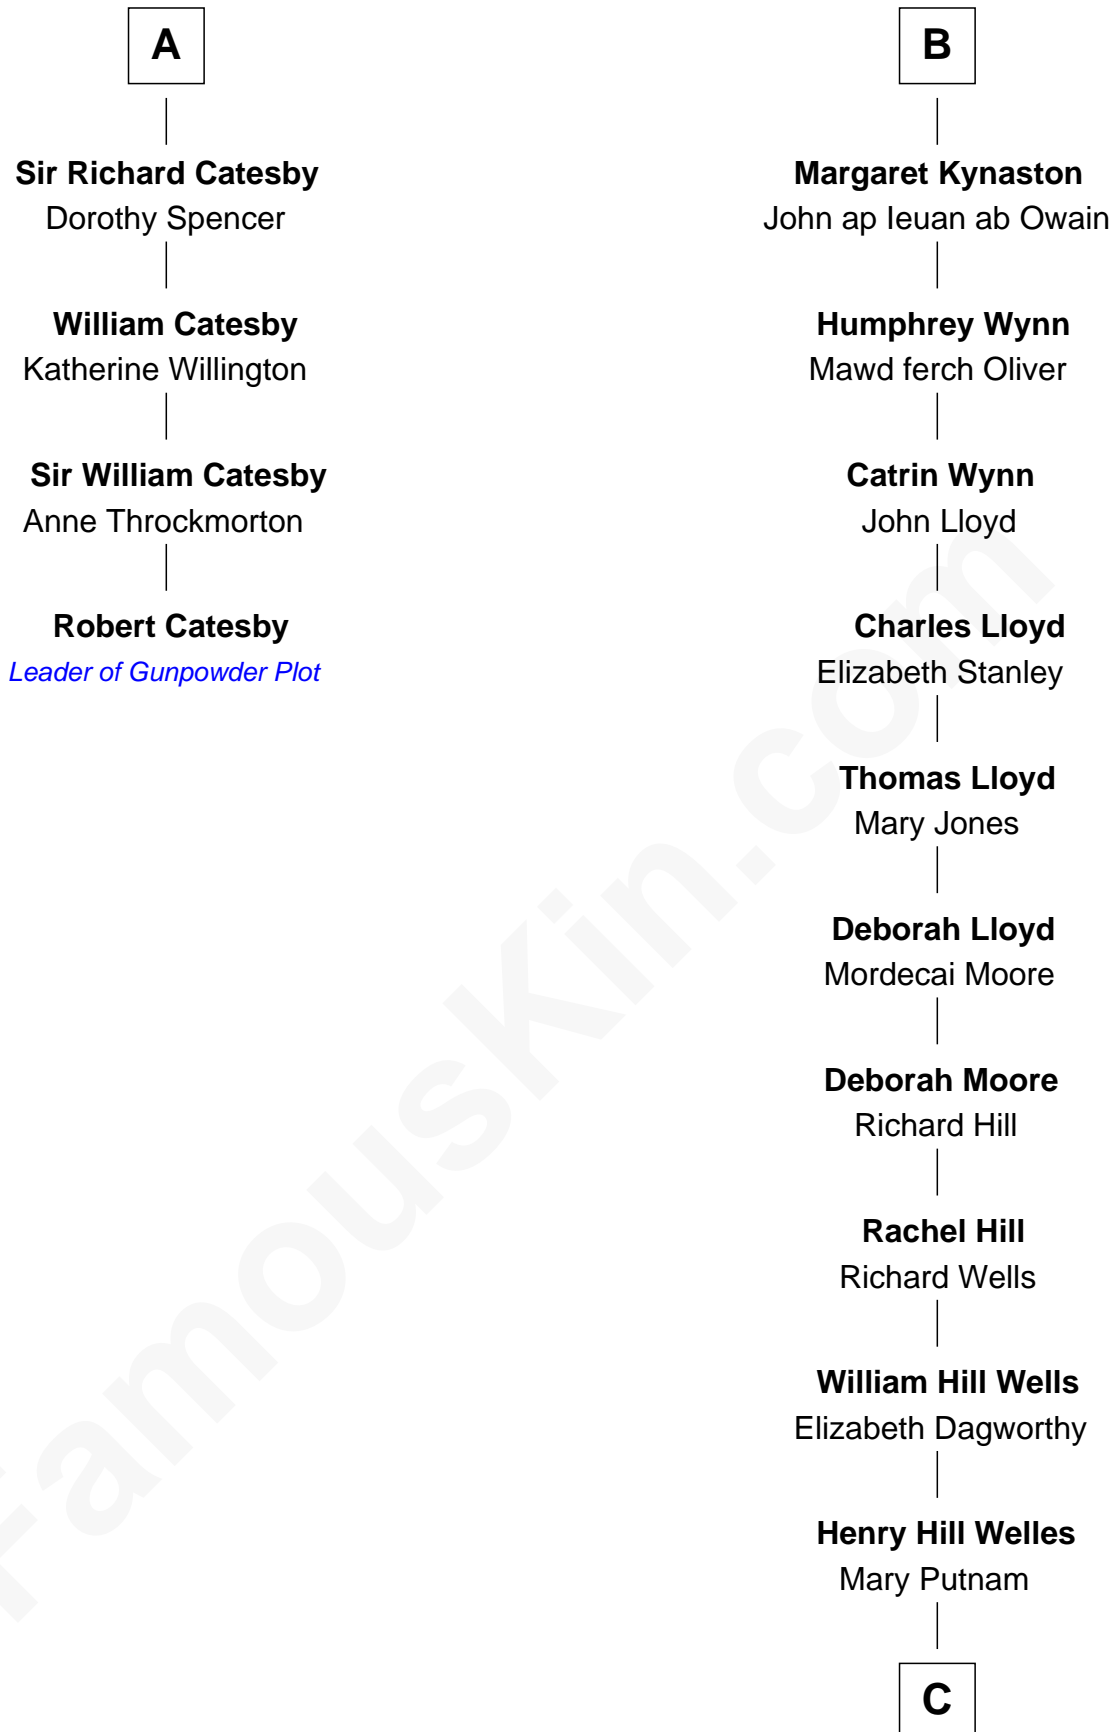 A
Sir Richard Catesby
Dorothy Spencer
William Catesby
Katherine Willington
Sir William Catesby
Anne Throckmorton
Robert Catesby
Leader of Gunpowder Plot
B
Margaret Kynaston
John ap Ieuan ab Owain
Humphrey Wynn
Mawd ferch Oliver
Catrin Wynn
John Lloyd
Charles Lloyd
Elizabeth Stanley
Thomas Lloyd
Mary Jones
Deborah Lloyd
Mordecai Moore
Deborah Moore
Richard Hill
Rachel Hill
Richard Wells
William Hill Wells
Elizabeth Dagworthy
Henry Hill Welles
Mary Putnam
C
FamousKin.com